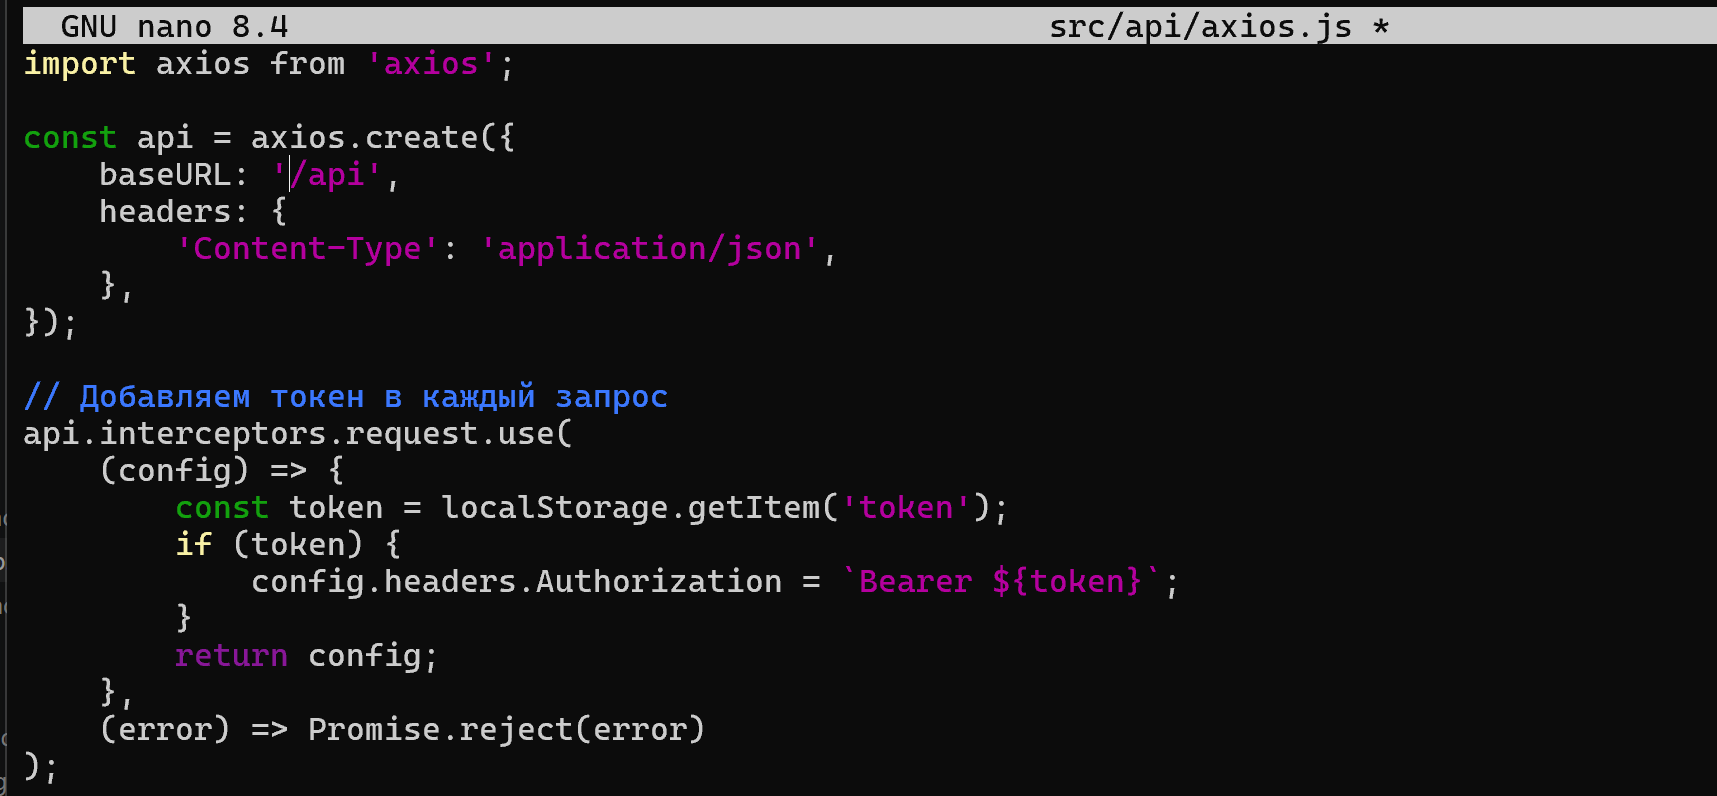 GNU nano 8.4 src/api/axios.js *
import axios from 'axios';

const api = axios.create({
    baseURL: '/api',
    headers: {
        'Content-Type': 'application/json',
    },
});

// Добавляем токен в каждый запрос
api.interceptors.request.use(
    (config) => {
        const token = localStorage.getItem('token');
        if (token) {
            config.headers.Authorization = `Bearer ${token}`;
        }
        return config;
    },
    (error) => Promise.reject(error)
);